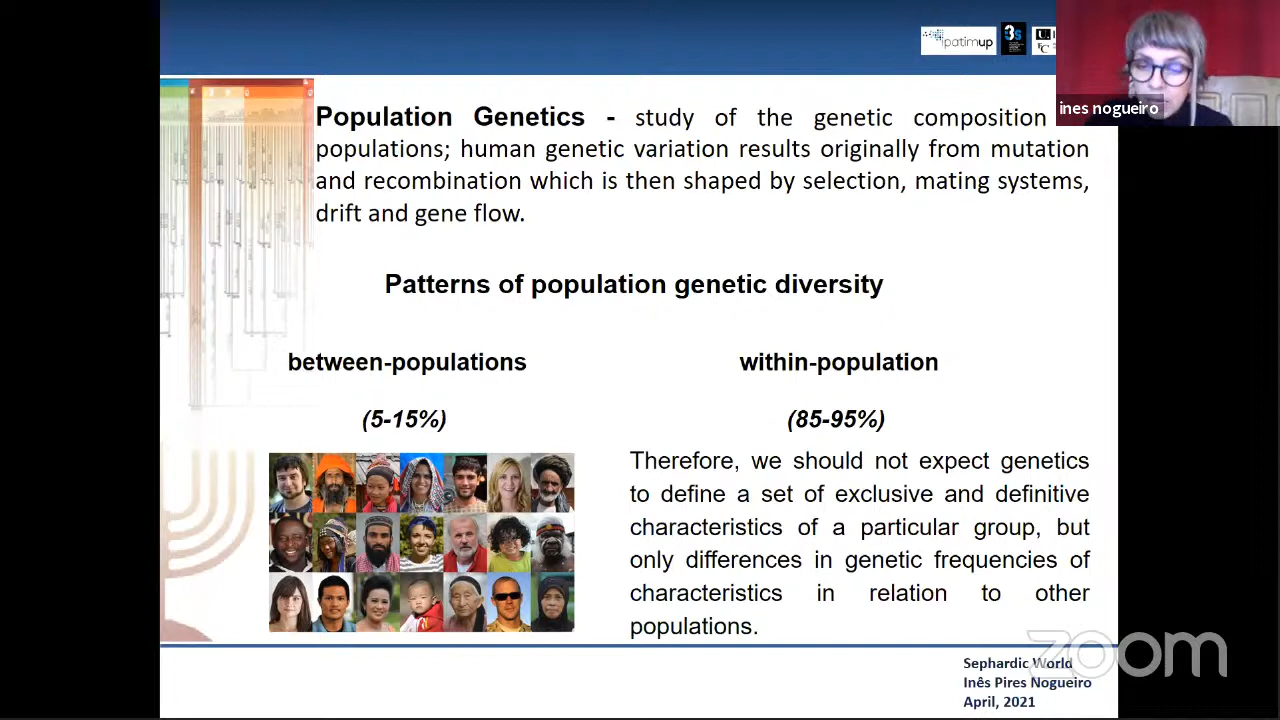 ipatimup
ines nogueiro
Population Genetics - study of the genetic composition
populations; human genetic variation results originally from mutation
and recombination which is then shaped by selection, mating systems,
drift and gene flow.
Patterns of population genetic diversity
between-populations
within-population
(5-15%)
(85-95%)
Therefore, we should not expect genetics
to define a set of exclusive and definitive
characteristics of a particular group, but
only differences in genetic frequencies of
characteristics in relation to other
populations.
zoom
Sephardic World
Inês Pires Nogueiro
April, 2021